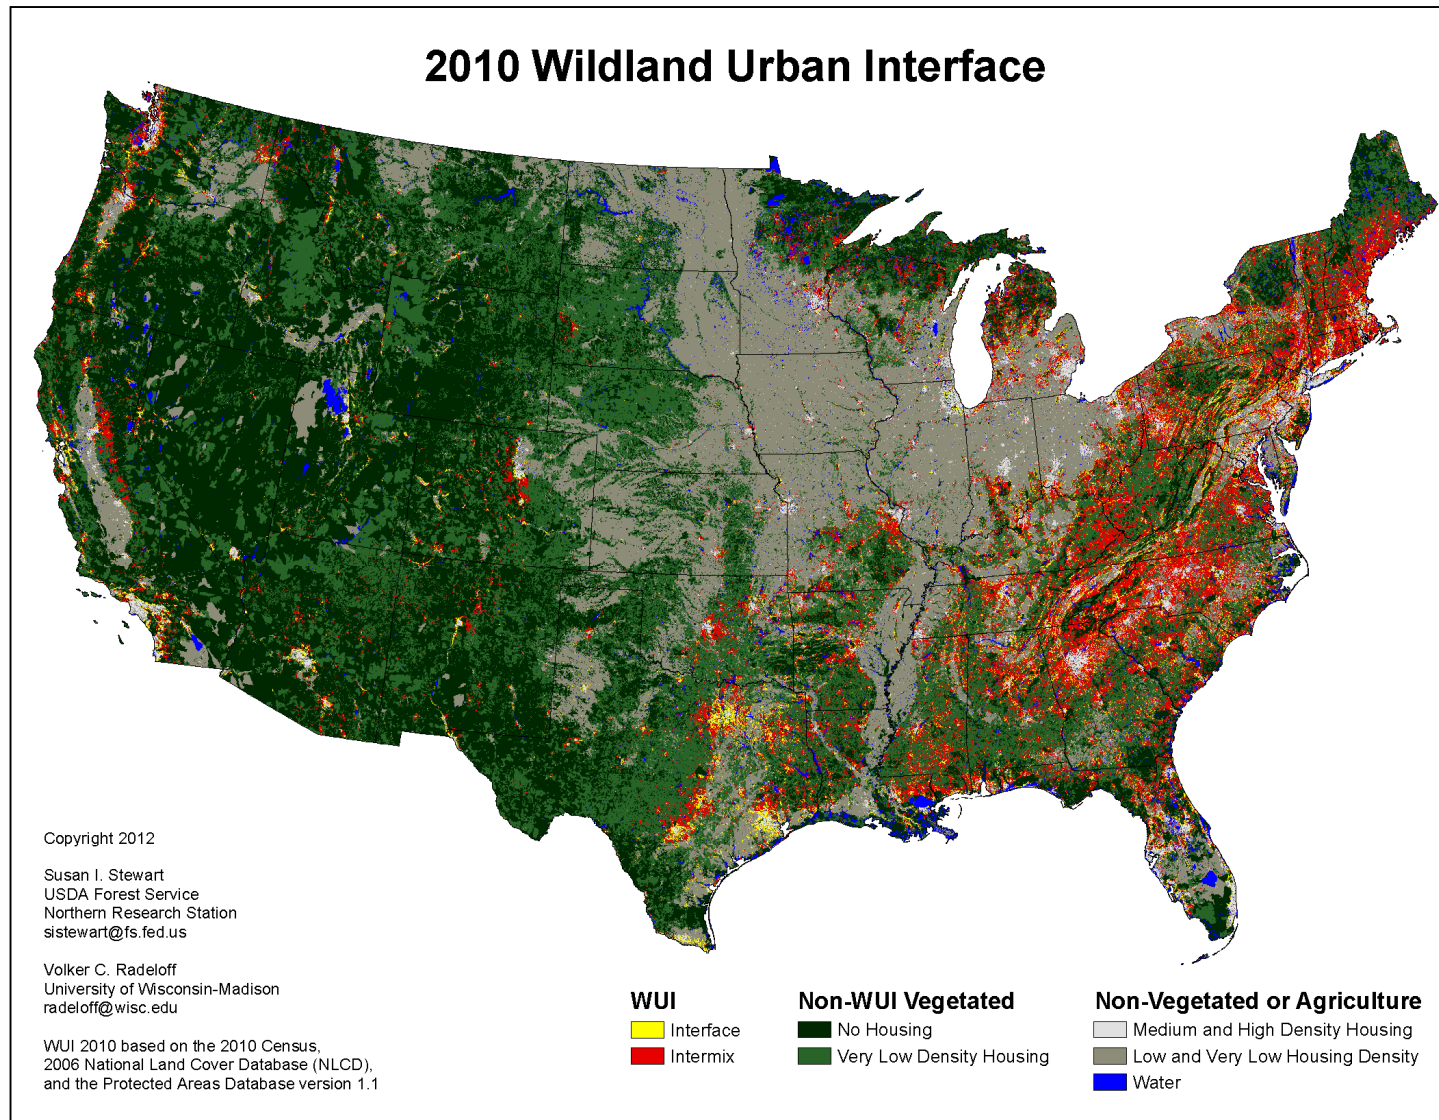 2010 Wildland Urban Interface
Copyright 2012
Susan I. Stewart
USDA Forest Service
Northern Research Station
sistewart@fs.fed.us
Volker C. Radeloff
University of Wisconsin-Madison
radeloff@wisc.edu
WUI 2010 based on the 2010 Census,
2006 National Land Cover Database (NLCD),
and the Protected Areas Database version 1.1
WUI
Interface
Intermix
Non-WUI Vegetated
No Housing
Very Low Density Housing
Non-Vegetated or Agriculture
Medium and High Density Housing
Low and Very Low Housing Density
Water